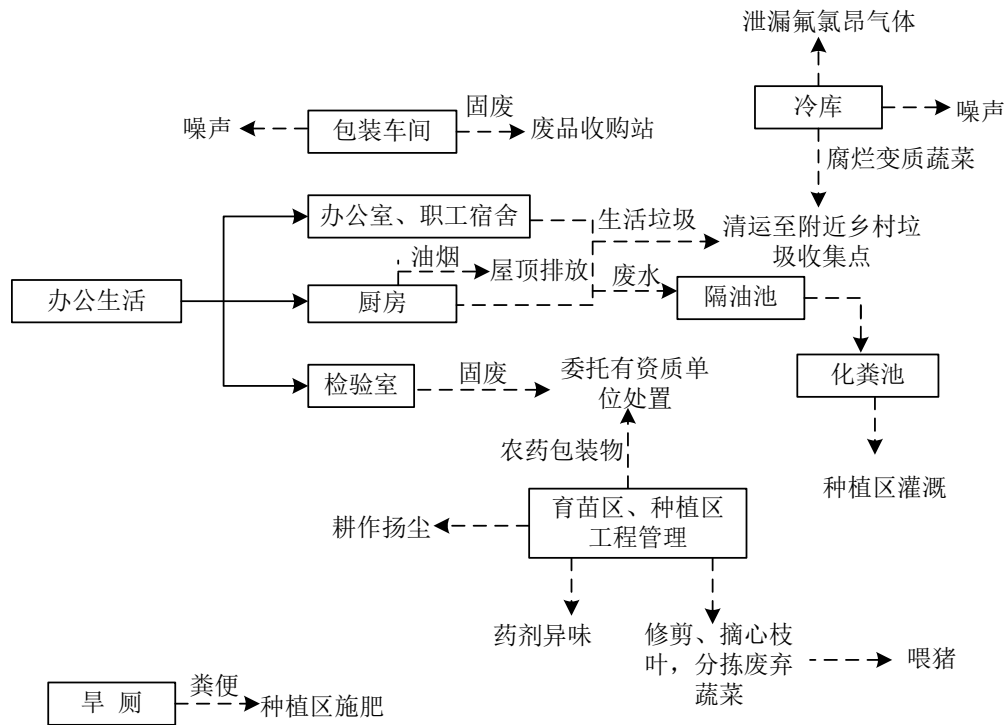 泄漏氟氯昂气体
固废
噪声
包装车间
废品收购站
冷库
噪声
腐烂变质蔬菜
办公室、职工宿舍
生活垃圾
清运至附近乡村垃
圾收集点
油烟
屋顶排放
废水
办公生活
厨房
隔油池
检验室
固废
委托有资质单
位处置
化粪池
农药包装物
种植区灌溉
耕作扬尘
育苗区、种植区
工程管理
药剂异味
修剪、摘心枝
叶，分拣废弃
蔬菜
喂猪
旱 厕
粪便
种植区施肥